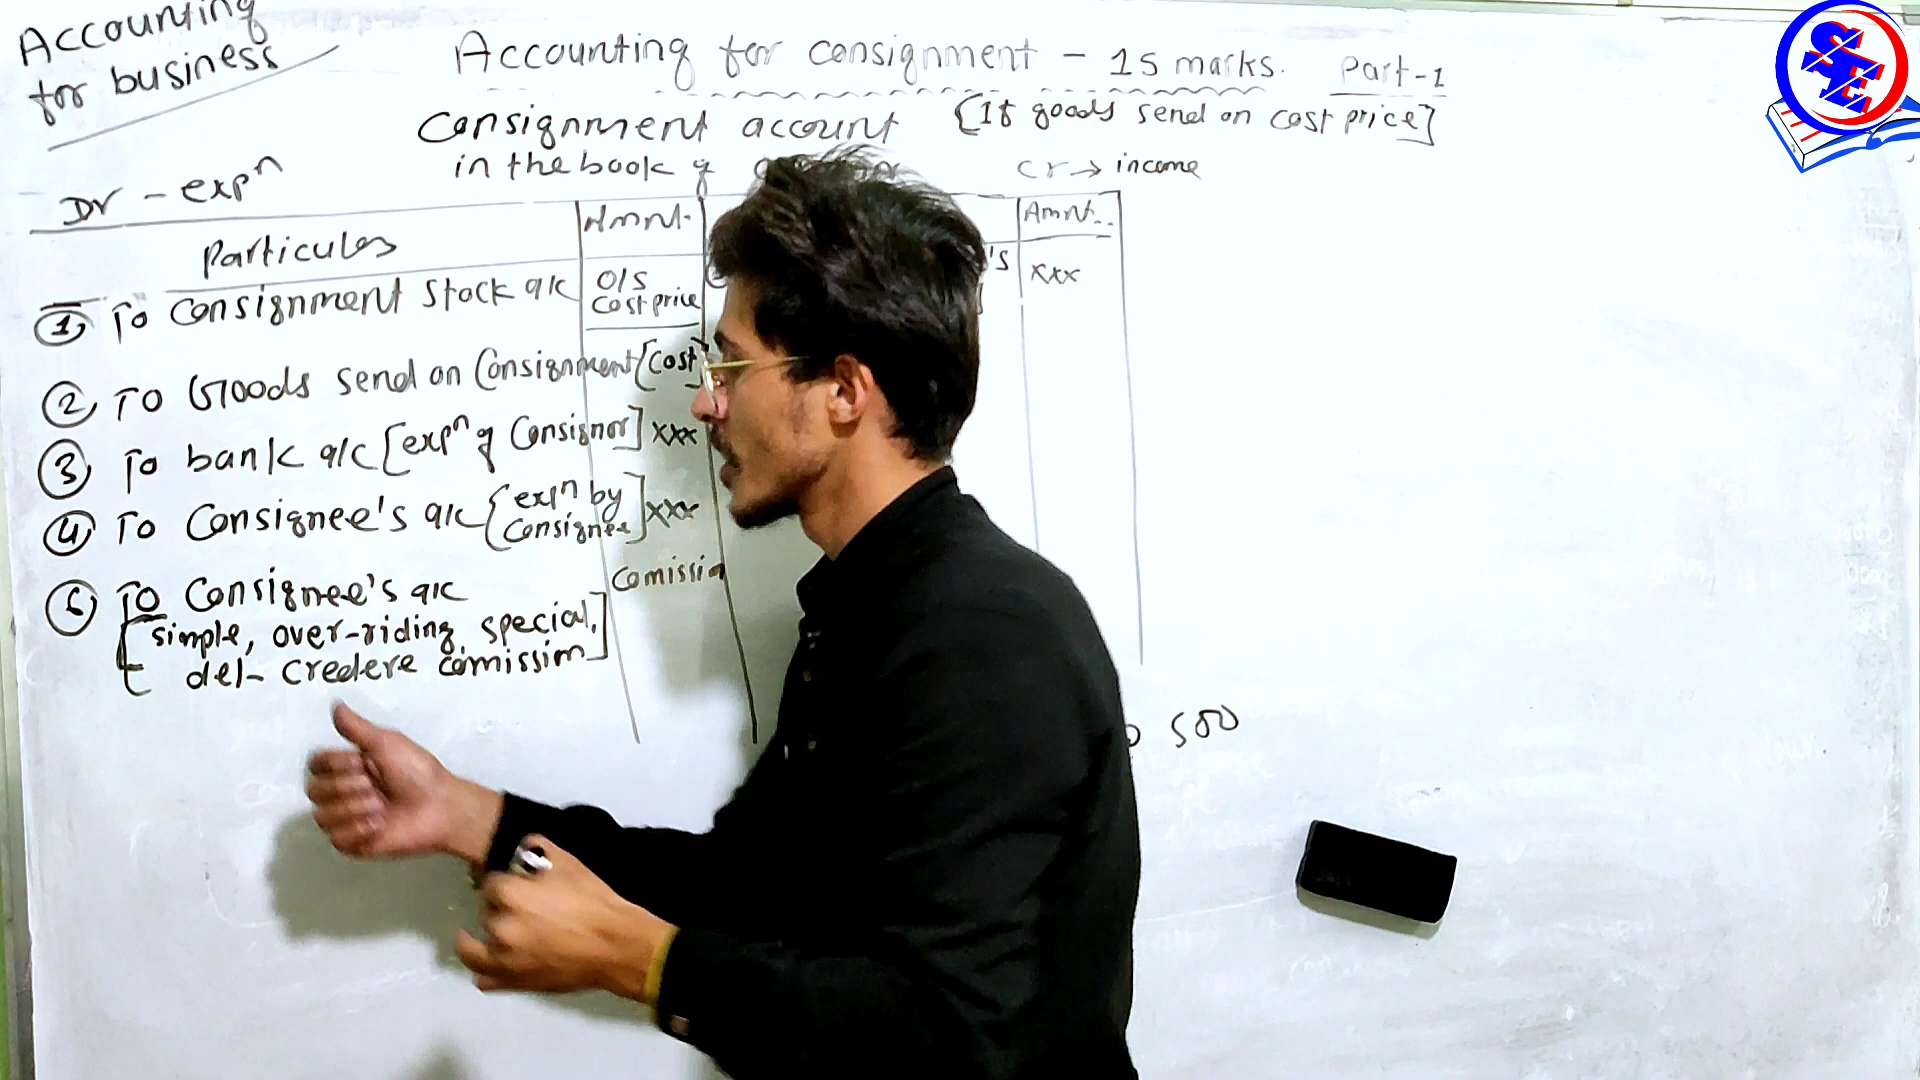 Accounting
for business
Accounting for consignment - 15 marks. Part-1
Consignment account [If goods send on cost price]
in the book of
Dr - expⁿ
Cr → income
Particules
Amnt.
Amnt..
① To Consignment Stock a/c O/S cost price
's xxx
② To Goods send on Consignment [cost]
③ To bank a/c [expⁿ of Consignor] xxx
④ To Consignee's a/c [expⁿ by Consignee] xxx
To Consignee's a/c Comission
[simple, over-riding, special,
del-credere comission]
500
SE